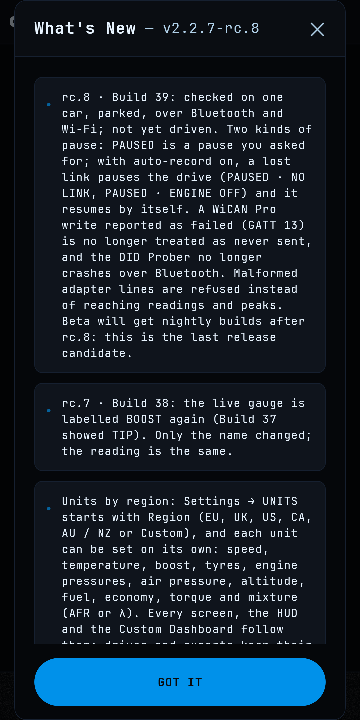 What's New — v2.2.7-rc.8
rc.8 · Build 39: checked on one
car, parked, over Bluetooth and
Wi-Fi; not yet driven. Two kinds of
pause: PAUSED is a pause you asked
for; with auto-record on, a lost
link pauses the drive (PAUSED · NO
LINK, PAUSED · ENGINE OFF) and it
resumes by itself. A WiCAN Pro
write reported as failed (GATT 13)
is no longer treated as never sent,
and the DID Prober no longer
crashes over Bluetooth. Malformed
adapter lines are refused instead
of reaching readings and peaks.
Beta will get nightly builds after
rc.8: this is the last release
candidate.
rc.7 · Build 38: the live gauge is
labelled BOOST again (Build 37
showed TIP). Only the name changed;
the reading is the same.
Units by region: Settings → UNITS
starts with Region (EU, UK, US, CA,
AU / NZ or Custom), and each unit
can be set on its own: speed,
temperature, boost, tyres, engine
pressures, air pressure, altitude,
fuel, economy, torque and mixture
(AFR or λ). Every screen, the HUD
and the Custom Dashboard follow
GOT IT